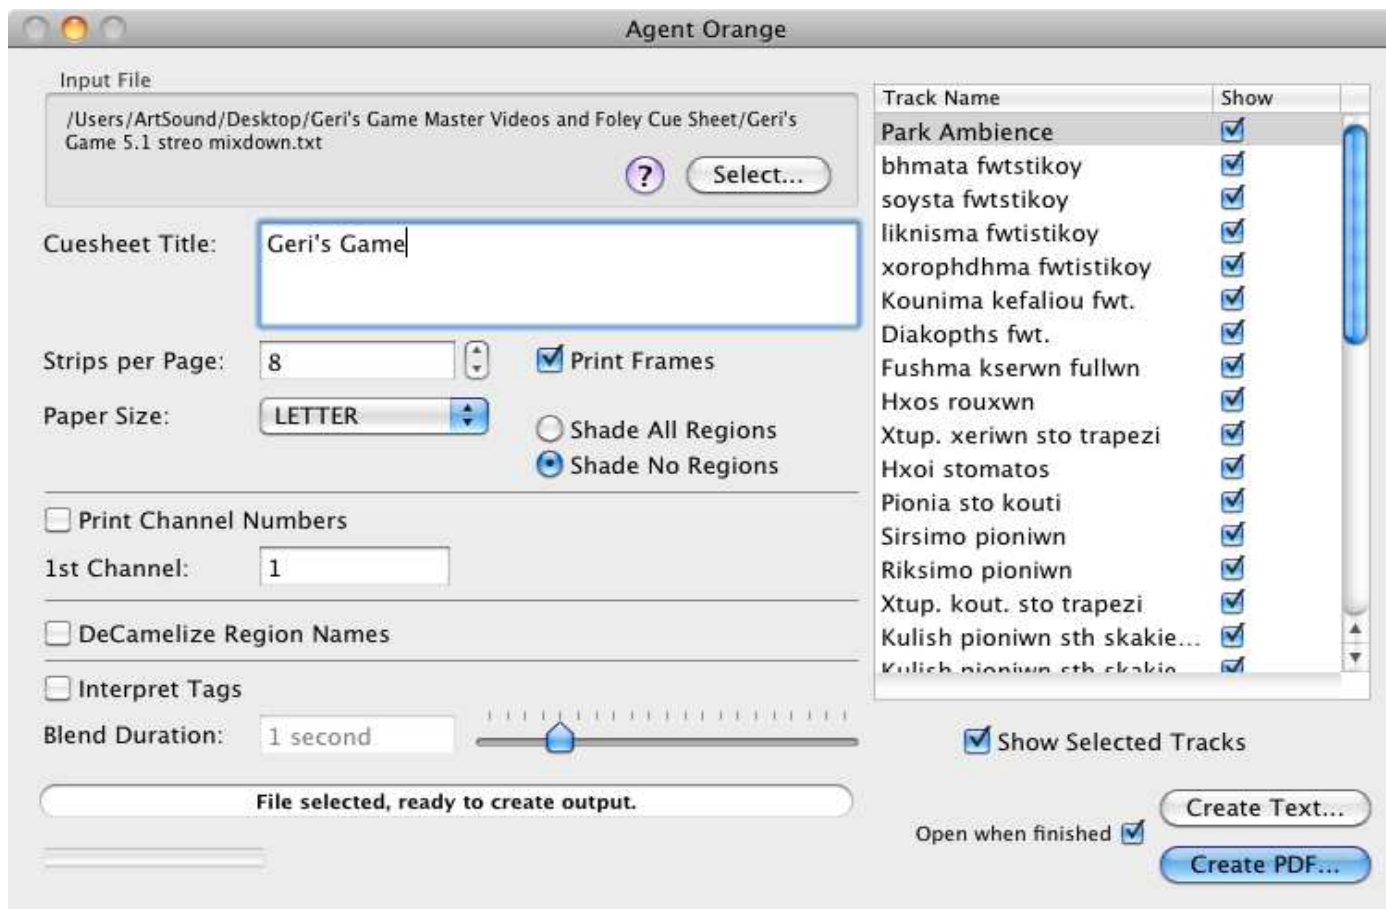 Agent Orange
Input File
/Users/ArtSound/Desktop/Geri's Game Master Videos and Foley Cue Sheet/Geri's
Game 5.1 streo mixdown.txt
? Select...
Cuesheet Title: Geri's Game
Strips per Page: 8 Print Frames
Paper Size: LETTER
Shade All Regions
Shade No Regions
Print Channel Numbers
1st Channel: 1
DeCamelize Region Names
Interpret Tags
Blend Duration: 1 second
File selected, ready to create output.
Track Name Show
Park Ambience
bhmata fwtstikoy
soysta fwtstikoy
liknisma fwtistikoy
xorophdhma fwtistikoy
Kounima kefaliou fwt.
Diakopths fwt.
Fushma kserwn fullwn
Hxos rouxwn
Xtup. xeriwn sto trapezi
Hxoi stomatos
Pionia sto kouti
Sirsimo pioniwn
Riksimo pioniwn
Xtup. kout. sto trapezi
Kulish pioniwn sth skakie...
Kulish pioniwn sth skakie
Show Selected Tracks
Create Text...
Open when finished
Create PDF...